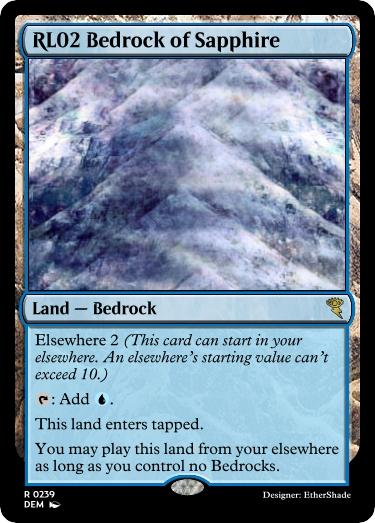 RL02 Bedrock of Sapphire
Land — Bedrock
Elsewhere 2 (This card can start in your
elsewhere. An elsewhere's starting value can't
exceed 10.)
: Add .
This land enters tapped.
You may play this land from your elsewhere
as long as you control no Bedrocks.
R 0239
DEM
Designer: EtherShade